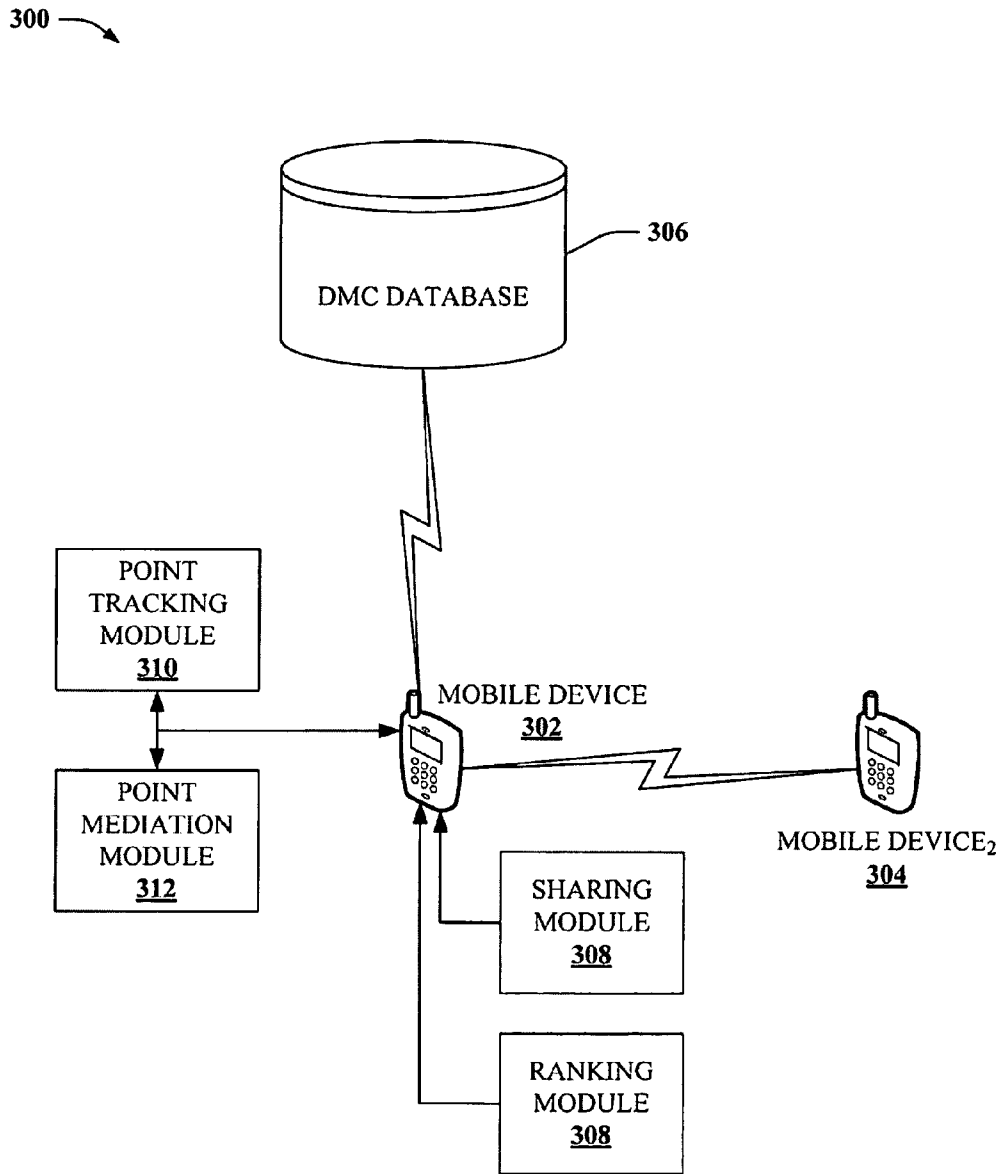 300
306
DMC DATABASE
POINT
TRACKING
MODULE
310
MOBILE DEVICE
302
POINT
MEDIATION
MODULE
312
MOBILE DEVICE₂
304
SHARING
MODULE
308
RANKING
MODULE
308